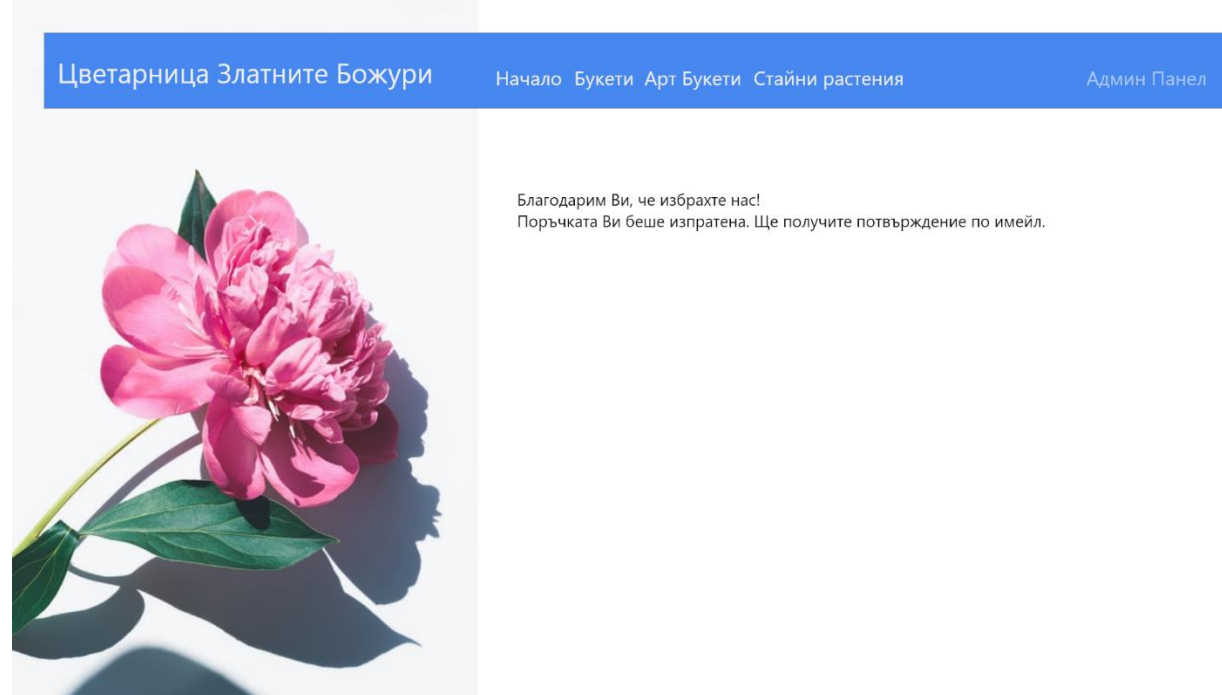 Цветарница Златните Божури
Начало Букети Арт Букети Стайни растения
Админ Панел
Благодарим Ви, че избрахте нас!
Поръчката Ви беше изпратена. Ще получите потвърждение по имейл.